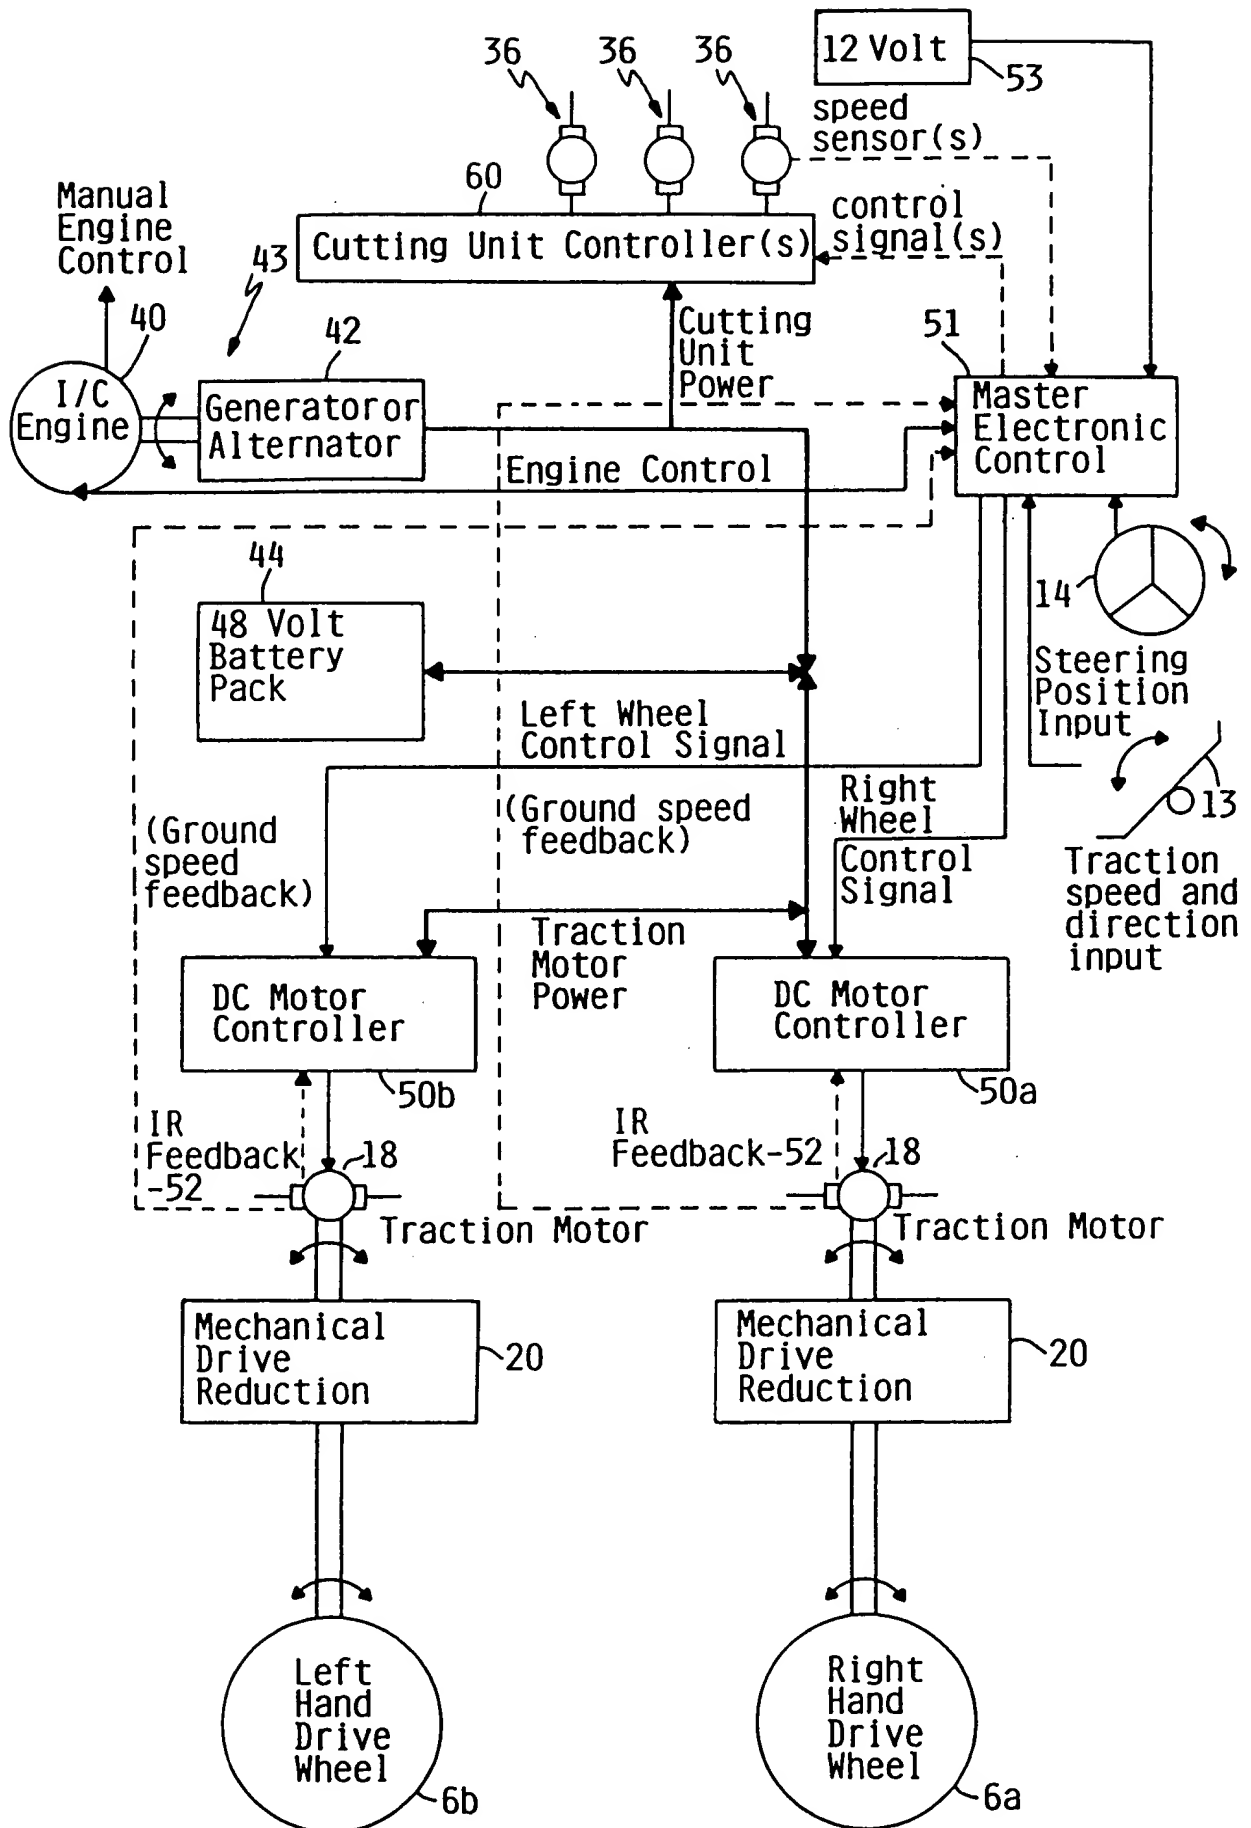 36
36
36
12 Volt
53
speed
sensor(s)
Manual
Engine
Control
60
control
signal(s)
Cutting Unit Controller(s)
43
40
42
51
Cutting
Unit
Power
I/C
Engine
Generator or
Alternator
Master
Electronic
Control
Engine Control
44
14
48 Volt
Battery
Pack
Steering
Position
Input
Left Wheel
Control Signal
13
(Ground
speed
feedback)
(Ground speed
feedback)
Right
Wheel
Control
Signal
Traction
speed and
direction
input
Traction
Motor
Power
DC Motor
Controller
DC Motor
Controller
50b
50a
IR
Feedback
-52
18
IR
Feedback-52
18
Traction Motor
Traction Motor
Mechanical
Drive
Reduction
20
Mechanical
Drive
Reduction
20
Left
Hand
Drive
Wheel
6b
Right
Hand
Drive
Wheel
6a